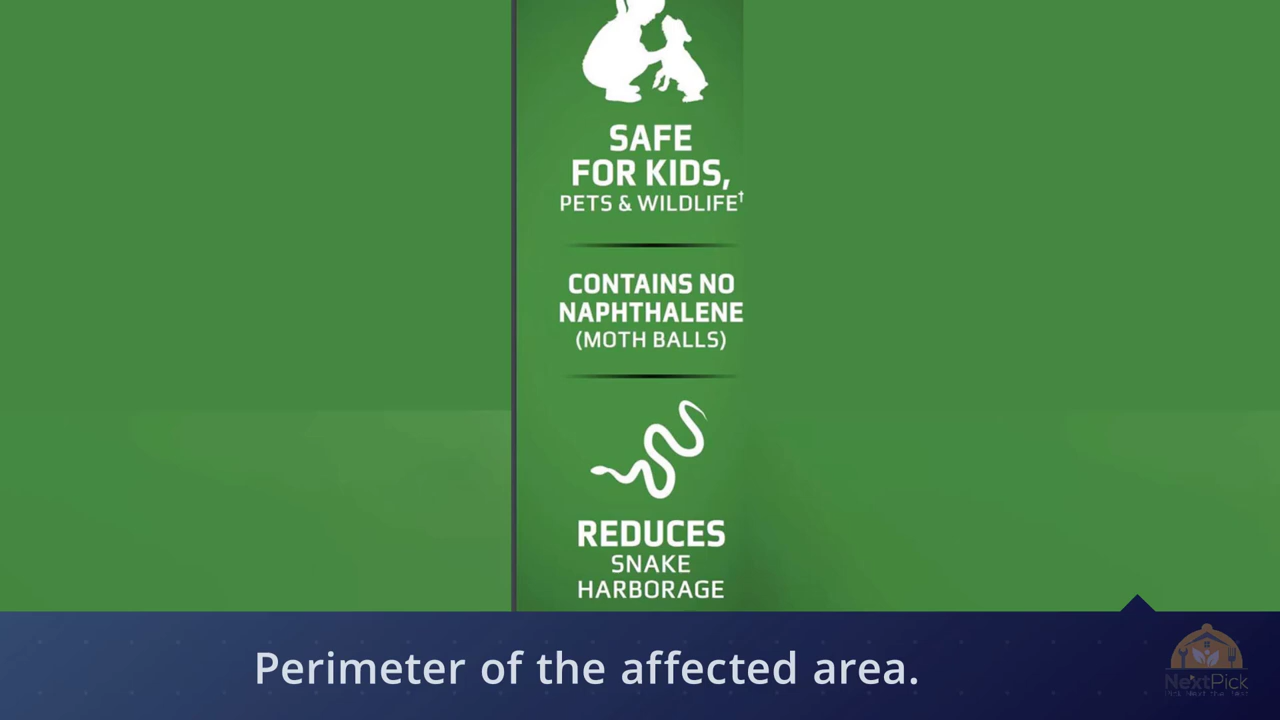 SAFE
FOR KIDS,
PETS & WILDLIFE†
CONTAINS NO
NAPHTHALENE
(MOTH BALLS)
REDUCES
SNAKE
HARBORAGE
Perimeter of the affected area.
NextPick